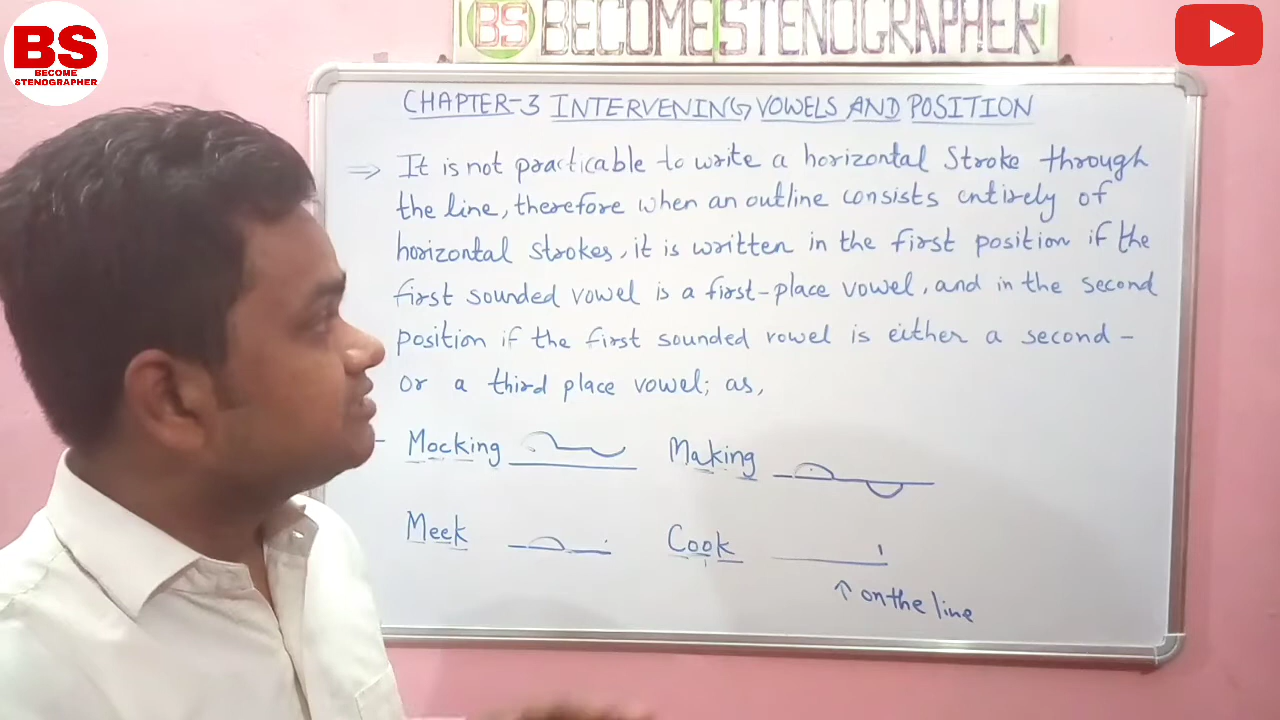 BS
BECOME
STENOGRAPHER
BS BECOME STENOGRAPHER
CHAPTER-3 INTERVENING VOWELS AND POSITION
⇒ It is not practicable to write a horizontal Stroke through
the line, therefore when an outline consists entirely of
horizontal strokes, it is written in the first position if the
first sounded vowel is a first-place vowel, and in the second
position if the first sounded vowel is either a second-
or a third place vowel; as,
- Mocking Making
Meek Cook
↑ on the line